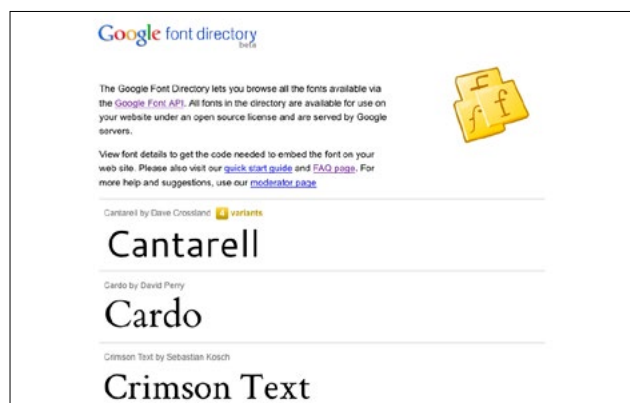 Google font directory
beta
The Google Font Directory lets you browse all the fonts available via
the Google Font API. All fonts in the directory are available for use on
your website under an open source license and are served by Google
servers.
View font details to get the code needed to embed the font on your
web site. Please also visit our quick start guide and FAQ page. For
more help and suggestions, use our moderator page
Cantarell by Dave Crossland 4 variants
Cantarell
Cardo by David Perry
Cardo
Crimson Text by Sebastian Kosch
Crimson Text
f
f
f